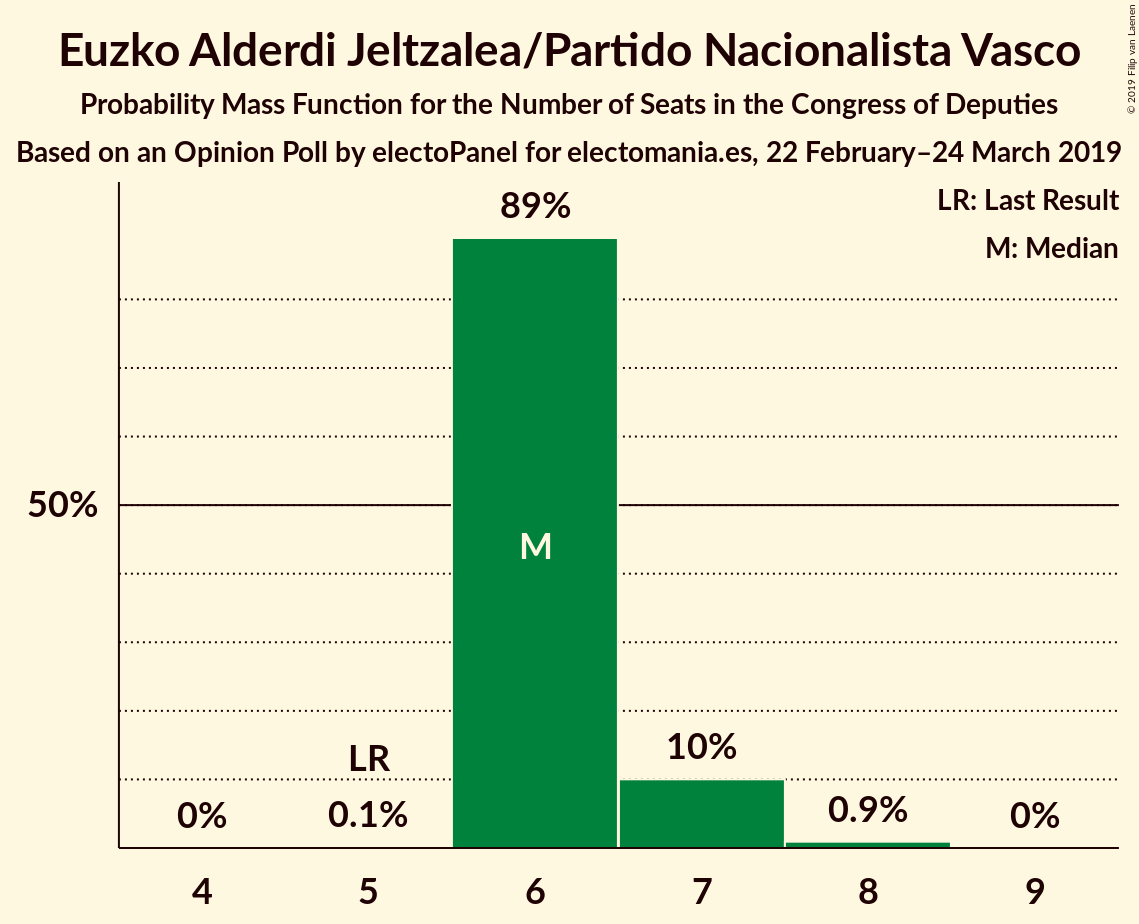 Euzko Alderdi Jeltzalea/Partido Nacionalista Vasco
Probability Mass Function for the Number of Seats in the Congress of Deputies
Based on an Opinion Poll by electoPanel for electomania.es, 22 February–24 March 2019
© 2019 Filip van Laenen
LR: Last Result
M: Median
89%
50%
M
LR
10%
0%
0.1%
0.9%
0%
4
5
6
7
8
9